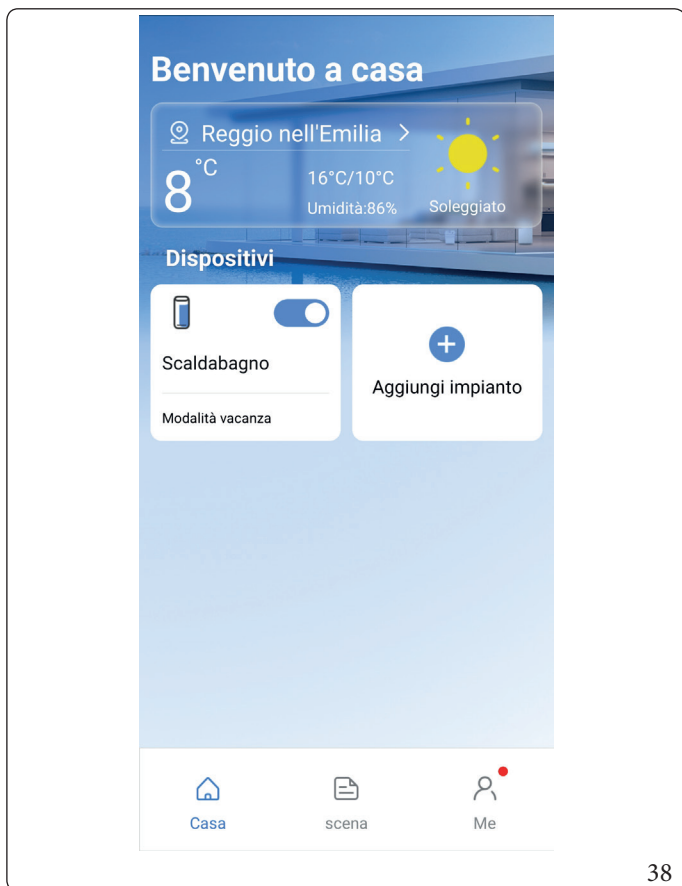 Benvenuto a casa
Reggio nell'Emilia >
8 °C
16°C/10°C
Umidità:86%
Soleggiato
Dispositivi
Scaldabagno
Modalità vacanza
Aggiungi impianto
Casa
scena
Me
38